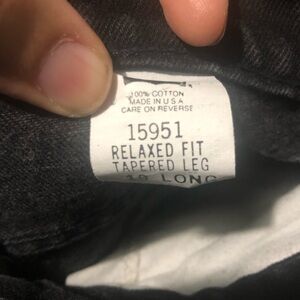 100% COTTON
MADE IN U.S.A
CARE ON REVERSE
15951
RELAXED FIT
TAPERED LEG
LONG